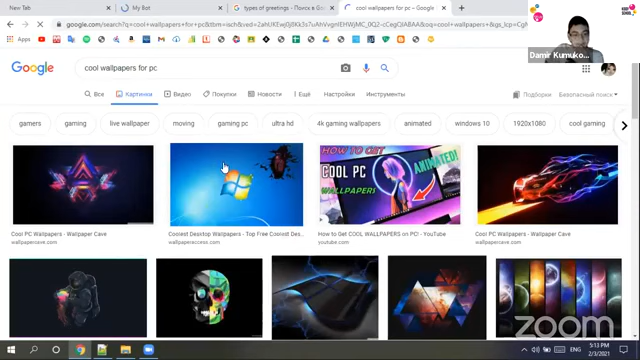 New Tab
My Bot
types of greetings - Поиск в G
cool wallpapers for pc – Google
Apps
Damir Kumuko...
Google
cool wallpapers for pc
Все
Картинки
Видео
Покупки
Новости
Ещё
Настройки
Инструменты
Подборки
Безопасный поиск
gamers
gaming
live wallpaper
moving
gaming pc
ultra hd
4k gaming wallpapers
animated
windows 10
1920x1080
cool gaming
HOW TO GET
COOL PC
WALLPAPERS
ANIMATED!
Cool PC Wallpapers - Wallpaper Cave
wallpapercave.com
Coolest Desktop Wallpapers - Top Free Coolest Des...
wallpaperaccess.com
How to Get COOL WALLPAPERS on PC! - YouTube
youtube.com
Cool PC Wallpapers - Wallpaper Cave
wallpapercave.com
zoom
ENG
5:13 PM
2/3/2021